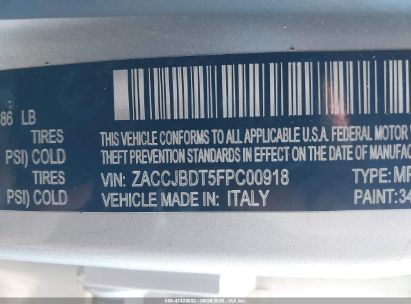 86 LB
TIRES
PSI) COLD
TIRES
PSI) COLD
THIS VEHICLE CONFORMS TO ALL APPLICABLE U.S.A. FEDERAL MOTOR
THEFT PREVENTION STANDARDS IN EFFECT ON THE DATE OF MANUFAC
VIN: ZACCJBDT5FPC00918 TYPE: MP
VEHICLE MADE IN: ITALY PAINT: 34